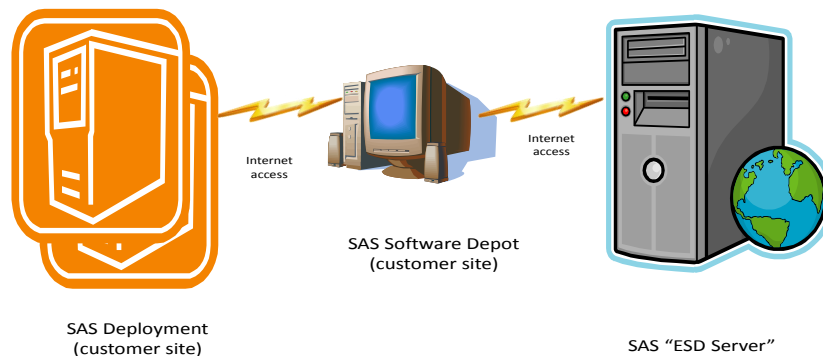 Internet
access
Internet
access
SAS Software Depot
(customer site)
SAS Deployment
(customer site)
SAS “ESD Server”